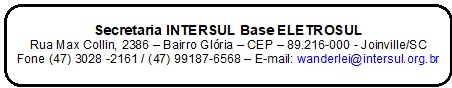 Secretaria INTERSUL Base ELETROSUL
Rua Max Collin, 2386 – Bairro Glória – CEP – 89.216-000 - Joinville/SC
Fone (47) 3028 -2161 / (47) 99187-6568 – E-mail: wanderlei@intersul.org.br